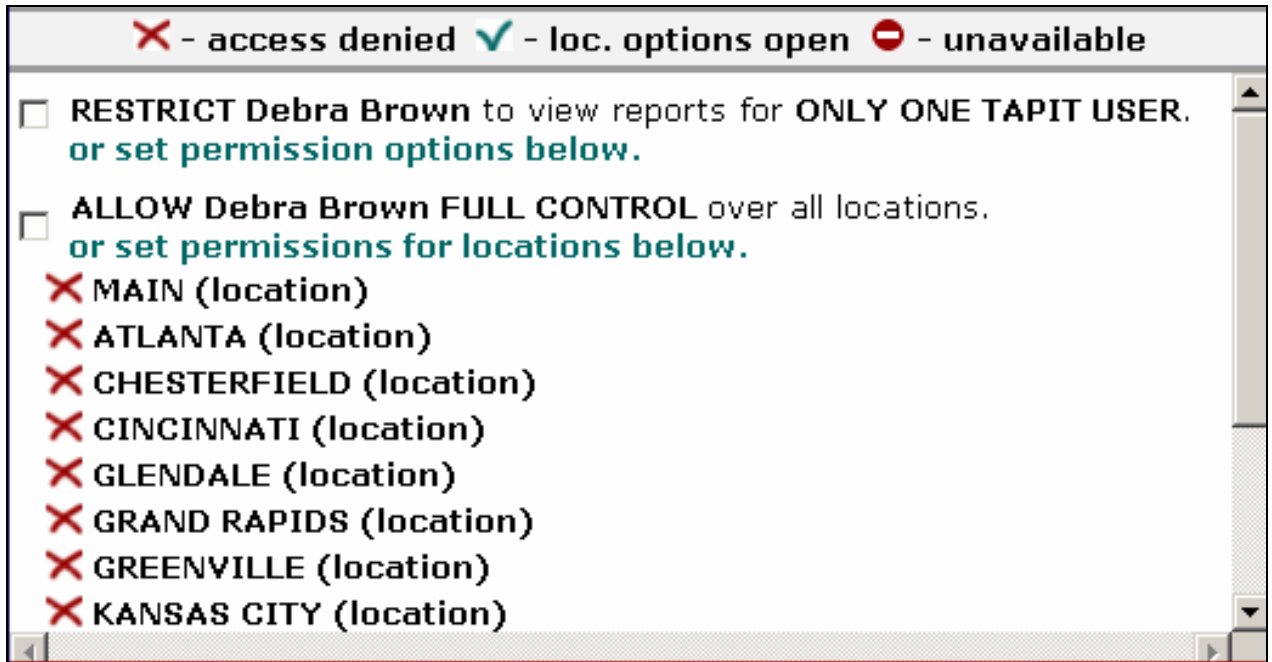 - access denied - loc. options open - unavailable
RESTRICT Debra Brown to view reports for ONLY ONE TAPIT USER.
or set permission options below.
ALLOW Debra Brown FULL CONTROL over all locations.
or set permissions for locations below.
MAIN (location)
ATLANTA (location)
CHESTERFIELD (location)
CINCINNATI (location)
GLENDALE (location)
GRAND RAPIDS (location)
GREENVILLE (location)
KANSAS CITY (location)